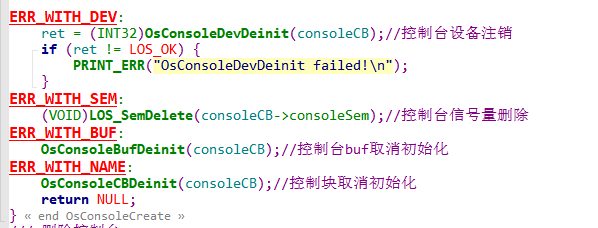 ERR_WITH_DEV:
ret = (INT32)OsConsoleDevDeinit(consoleCB);//控制台设备注销
if (ret != LOS_OK) {
PRINT_ERR("OsConsoleDevDeinit failed!\n");
}
ERR_WITH_SEM:
(VOID)LOS_SemDelete(consoleCB->consoleSem);//控制台信号量删除
ERR_WITH_BUF:
OsConsoleBufDeinit(consoleCB);//控制台buf取消初始化
ERR_WITH_NAME:
OsConsoleCBDeinit(consoleCB);//控制块取消初始化
return NULL;
} « end OsConsoleCreate »